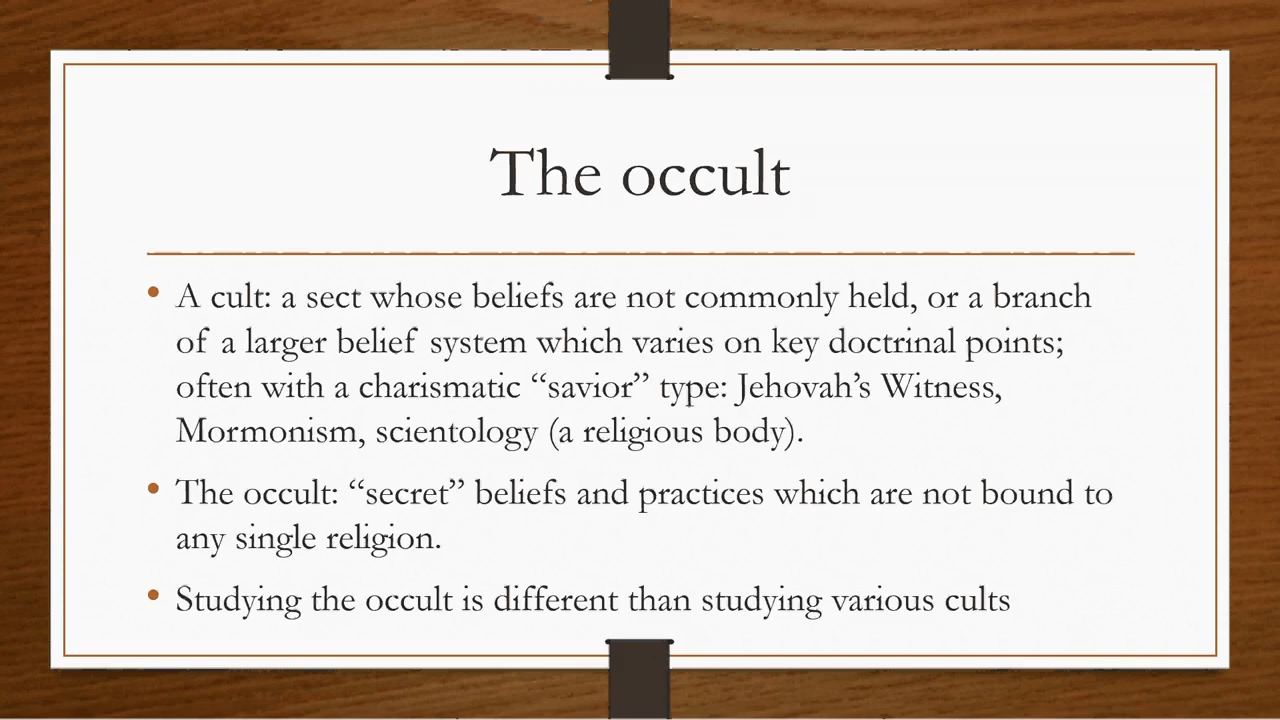 The occult
• A cult: a sect whose beliefs are not commonly held, or a branch
of a larger belief system which varies on key doctrinal points;
often with a charismatic “savior” type: Jehovah’s Witness,
Mormonism, scientology (a religious body).
• The occult: “secret” beliefs and practices which are not bound to
any single religion.
• Studying the occult is different than studying various cults